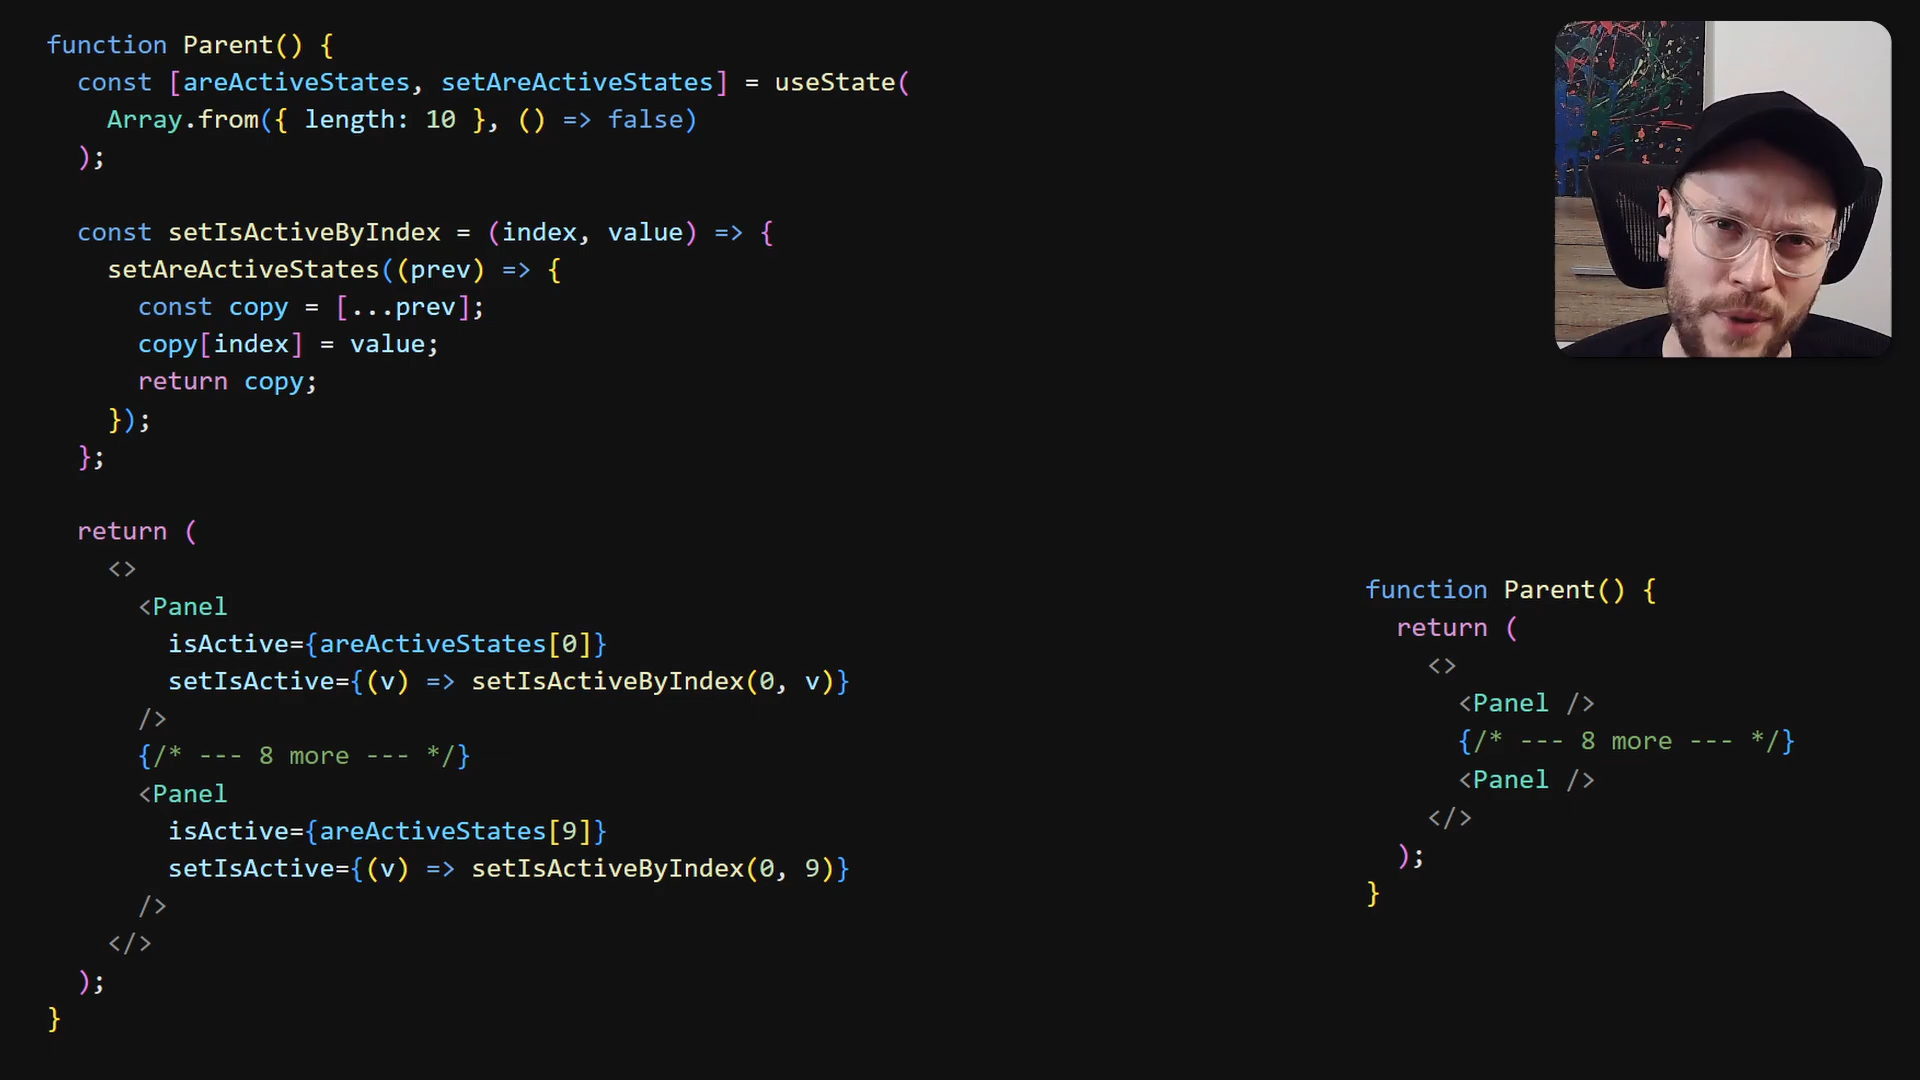 function Parent() {
  const [areActiveStates, setAreActiveStates] = useState(
    Array.from({ length: 10 }, () => false)
  );

  const setIsActiveByIndex = (index, value) => {
    setAreActiveStates((prev) => {
      const copy = [...prev];
      copy[index] = value;
      return copy;
    });
  };

  return (
    <>
      <Panel
        isActive={areActiveStates[0]}
        setIsActive={(v) => setIsActiveByIndex(0, v)}
      />
      {/* --- 8 more --- */}
      <Panel
        isActive={areActiveStates[9]}
        setIsActive={(v) => setIsActiveByIndex(0, 9)}
      />
    </>
  );
}
function Parent() {
  return (
    <>
      <Panel />
      {/* --- 8 more --- */}
      <Panel />
    </>
  );
}